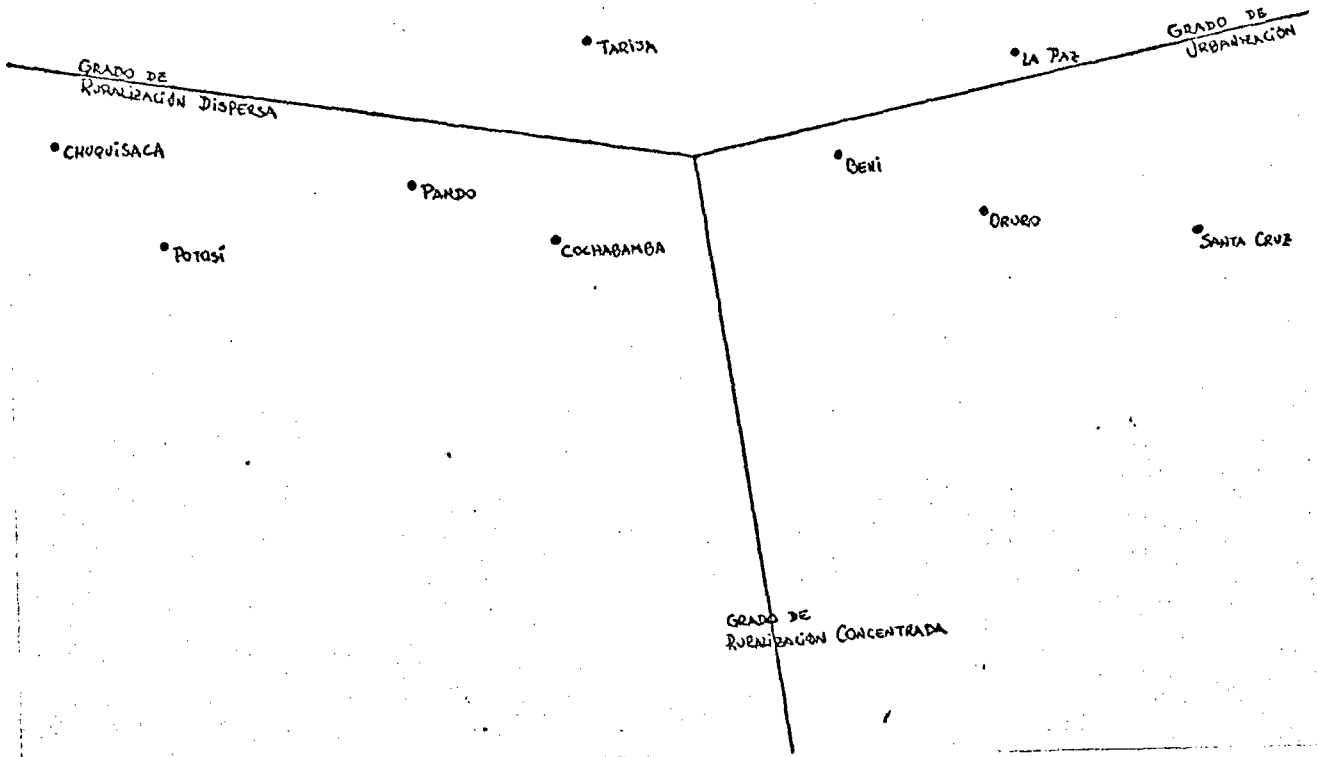 TARIJA
GRADO DE
URBANIZACIÓN
LA PAZ
GRADO DE
RURALIZACIÓN DISPERSA
CHUQUISACA
BENI
PANDO
ORURO
SANTA CRUZ
POTOSÍ
COCHABAMBA
GRADO DE
RURALIZACIÓN CONCENTRADA